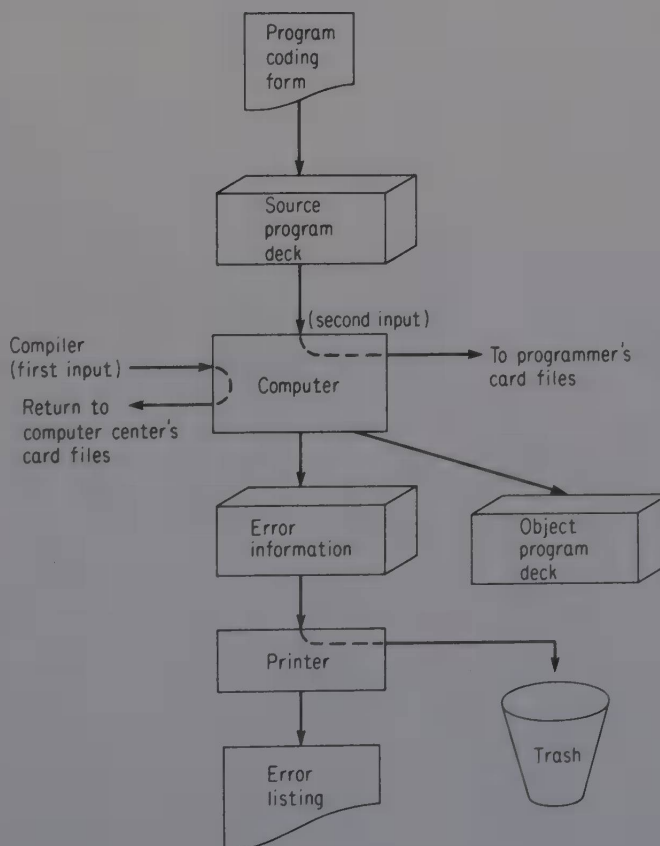 Program
coding
form
Source
program
deck
(second input)
Compiler
(first input)
Computer
To programmer's
card files
Return to
computer center's
card files
Error
information
Object
program
deck
Printer
Trash
Error
listing